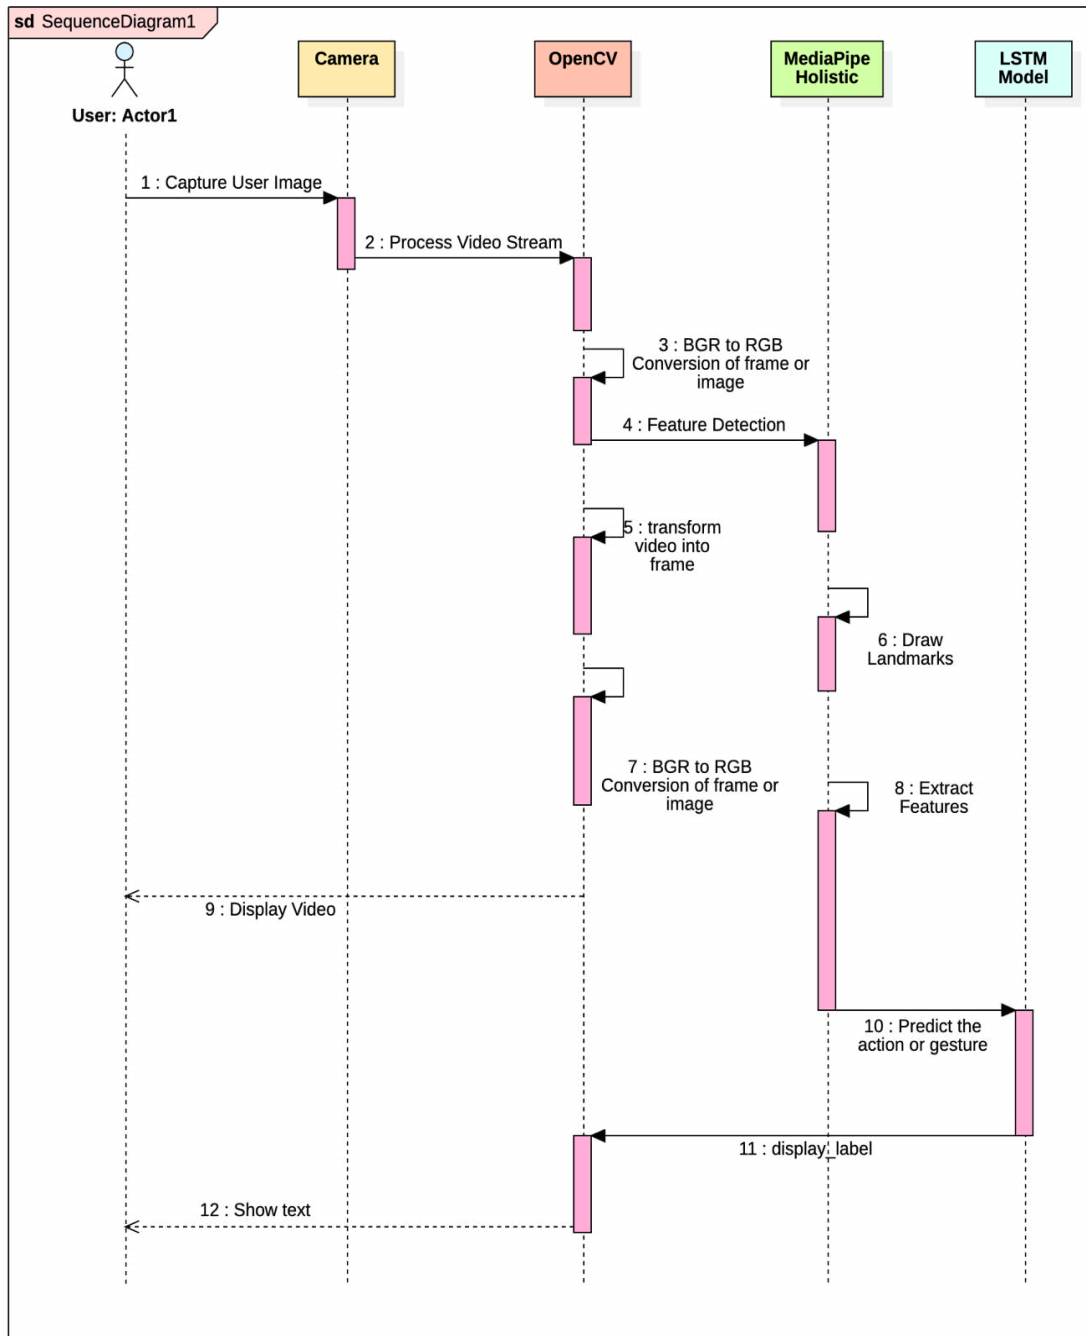 sd SequenceDiagram1
User: Actor1
Camera
OpenCV
MediaPipe
Holistic
LSTM
Model
1 : Capture User Image
2 : Process Video Stream
3 : BGR to RGB
Conversion of frame or
image
4 : Feature Detection
5 : transform
video into
frame
6 : Draw
Landmarks
7 : BGR to RGB
Conversion of frame or
image
8 : Extract
Features
9 : Display Video
10 : Predict the
action or gesture
11 : display_label
12 : Show text